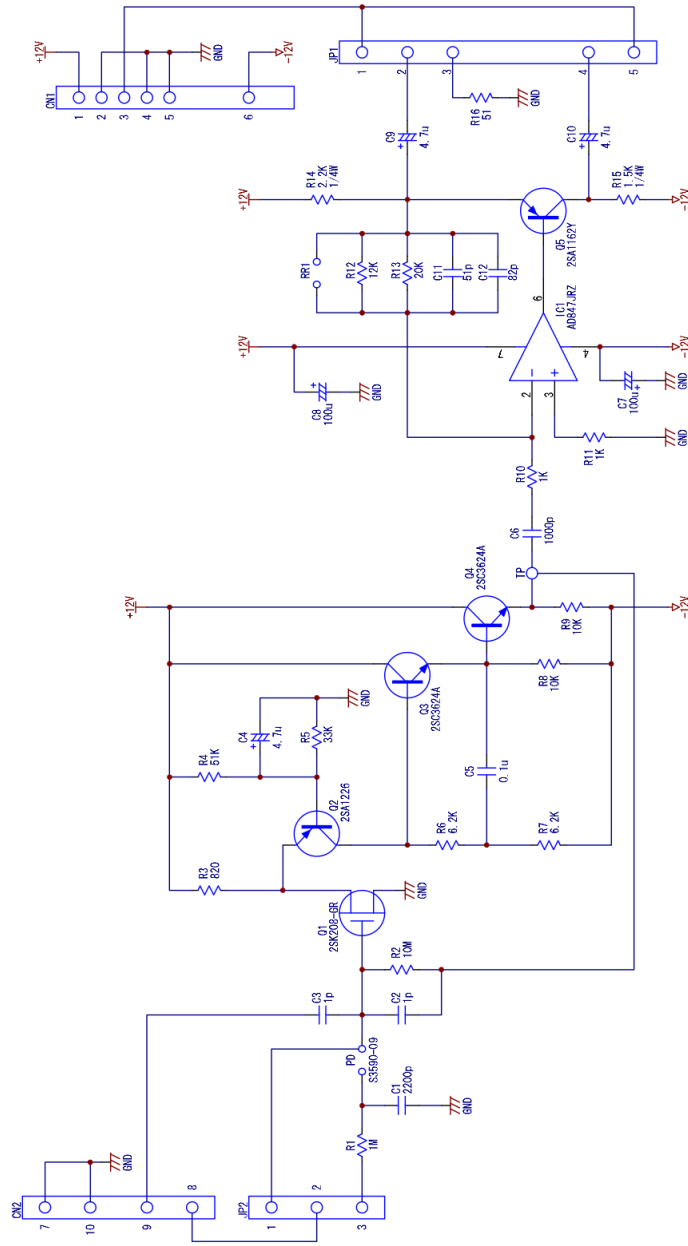 CN1
1
2
3
4
5
6
+12V
GND
-12V
JP1
1
2
3
4
5
R16
51
GND
C9
+
4.7u
C10
+
4.7u
+12V
R14
2.2K
1/4W
R15
1.5K
1/4W
-12V
RR1
R12
12K
R13
20K
C11
51p
C12
82p
Q5
2SA1162Y
+12V
C8
+
100u
GND
IC1
AD847JRZ
2
3
4
6
7
-
+
C7
100u
+
GND
-12V
R10
1K
R11
1K
GND
C6
1000p
TP
+12V
Q4
2SC3624A
R9
10K
-12V
Q3
2SC3624A
R8
10K
C4
+
4.7u
R5
33K
GND
R4
51K
C5
0.1u
Q2
2SA1226
R6
6.2K
R7
6.2K
R3
820
Q1
2SK208-GR
GND
R2
10M
C3
1p
C2
1p
PD
S3590-09
C1
2200p
GND
R1
1M
CN2
7
10
9
8
GND
JP2
1
2
3